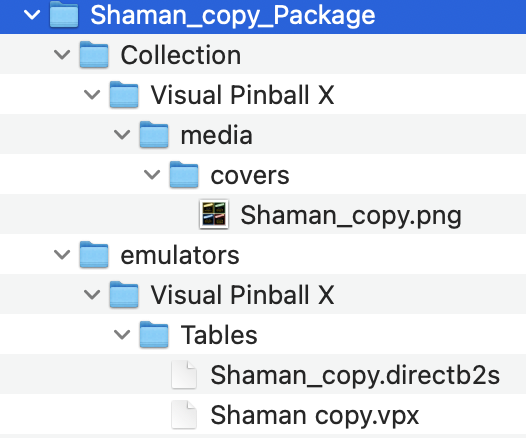 Shaman_copy_Package
Collection
Visual Pinball X
media
covers
Shaman_copy.png
emulators
Visual Pinball X
Tables
Shaman_copy.directb2s
Shaman copy.vpx